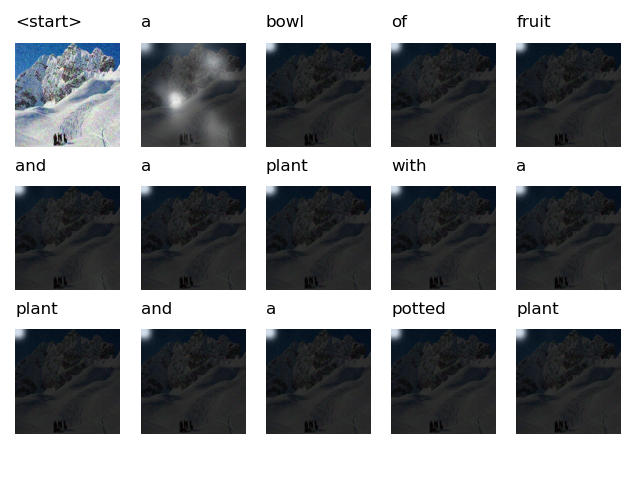 <start> a bowl of fruit
and a plant with a
plant and a potted plant